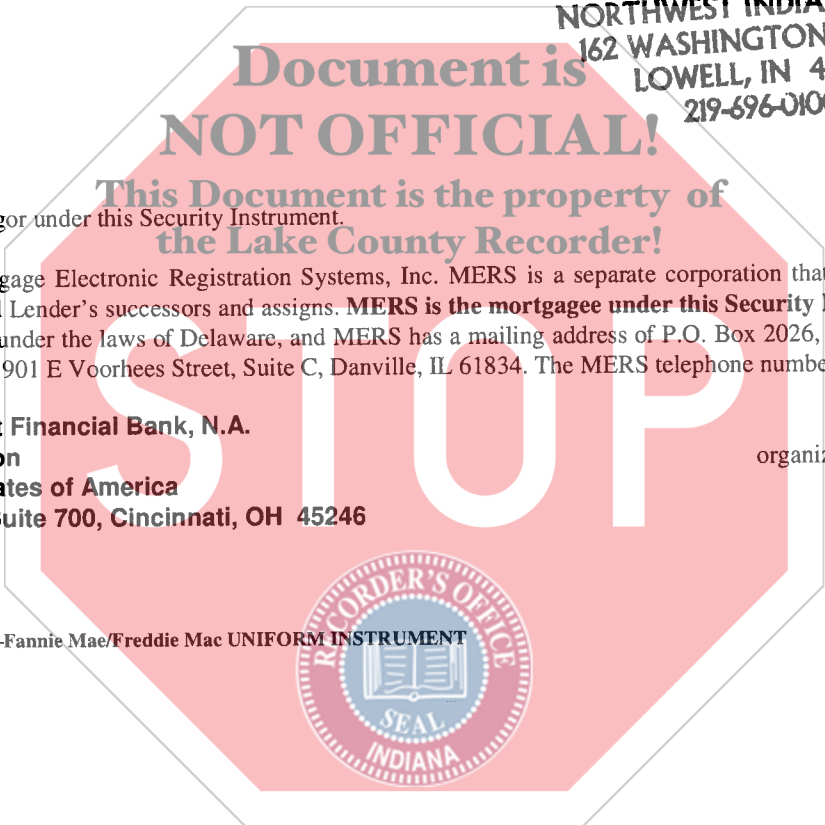 NORTHWEST INDIA
162 WASHINGTON
LOWELL, IN 4
219-696-010
Document is
NOT OFFICIAL!
This Document is the property of
the Lake County Recorder!
gor under this Security Instrument.
gage Electronic Registration Systems, Inc. MERS is a separate corporation that
Lender's successors and assigns. MERS is the mortgagee under this Security
under the laws of Delaware, and MERS has a mailing address of P.O. Box 2026,
901 E Voorhees Street, Suite C, Danville, IL 61834. The MERS telephone numbe
t Financial Bank, N.A.
on organiz
ates of America
uite 700, Cincinnati, OH 45246
STOP
-Fannie Mae/Freddie Mac UNIFORM INSTRUMENT
RECORDER'S OFFICE
SEAL
INDIANA